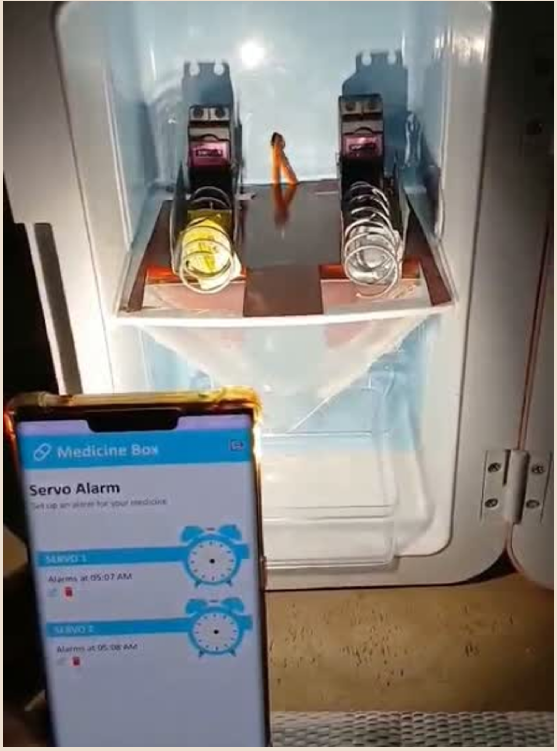 Medicine Box
Servo Alarm
Set up an alarm for your medicine
SERVO 1
Alarms at 05:07 AM
SERVO 2
Alarms at 05:08 AM